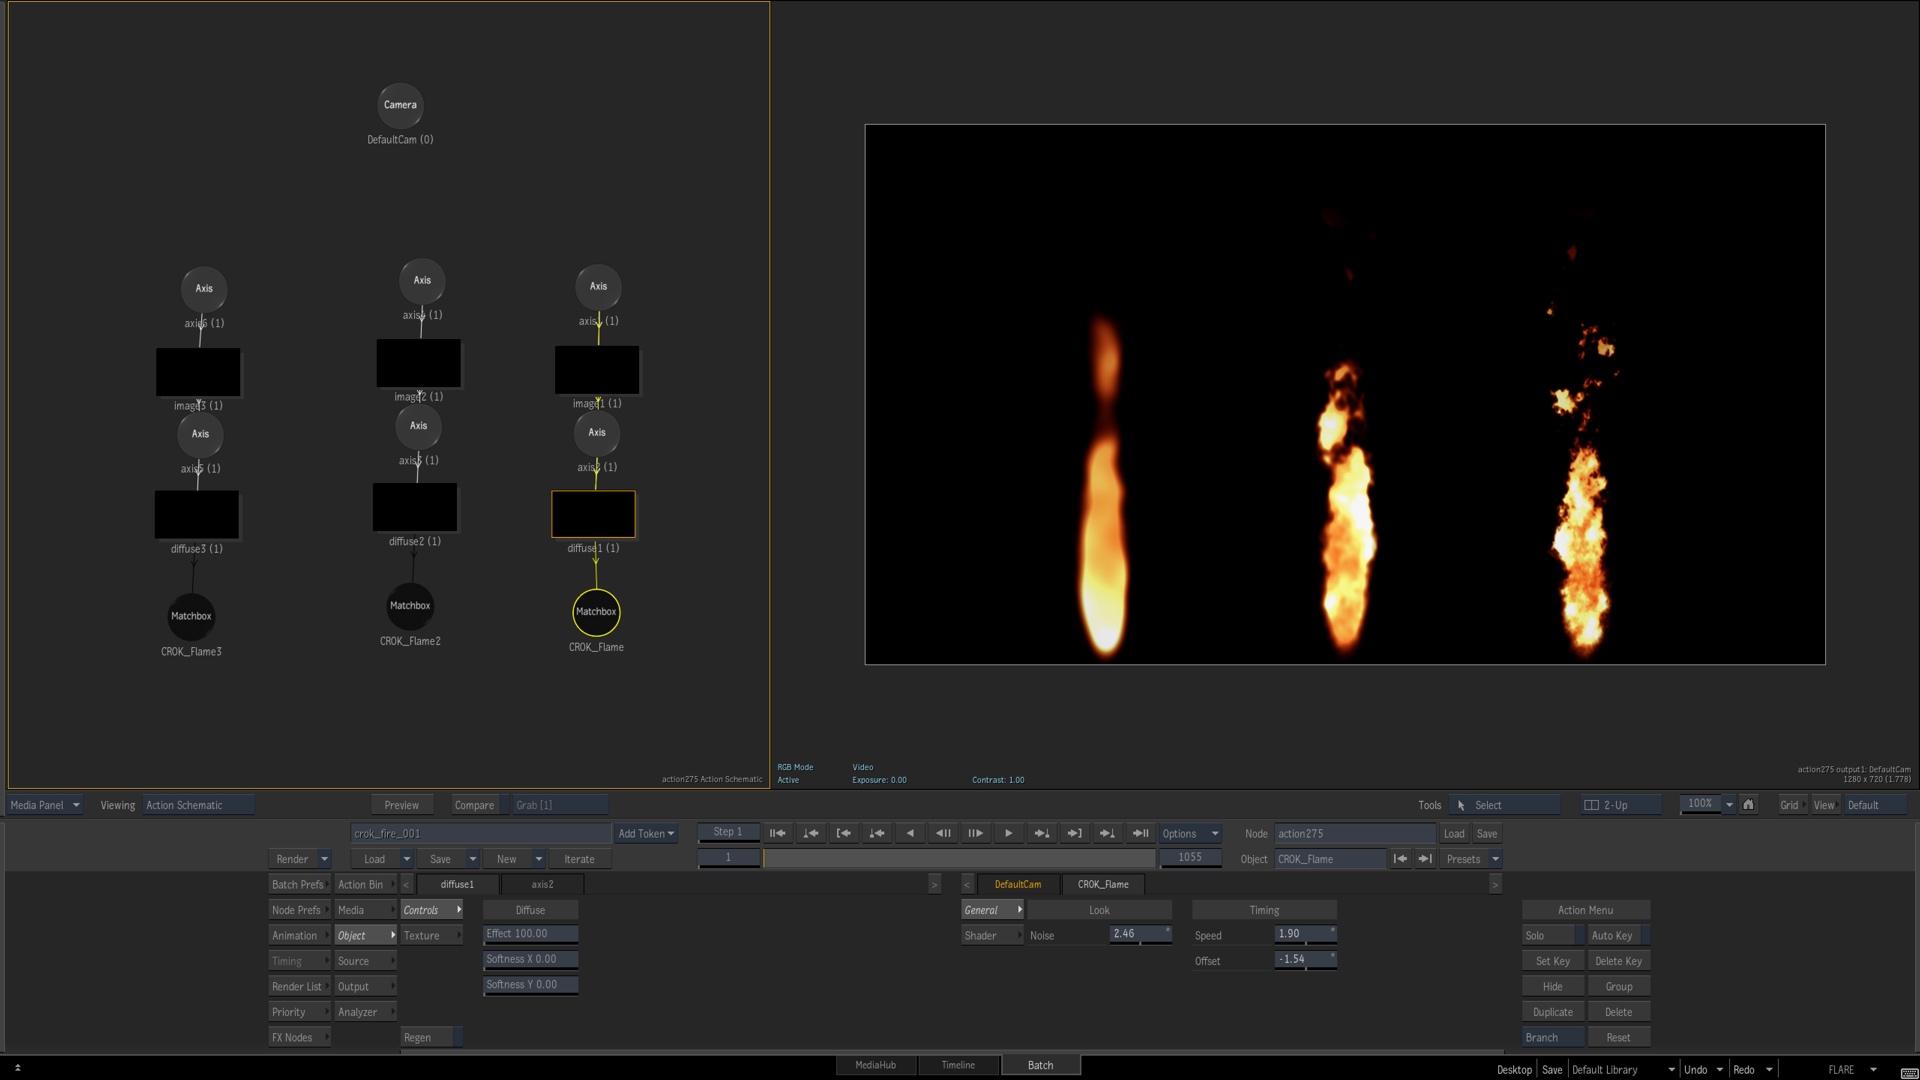 Camera
DefaultCam (0)
Axis
Axis
Axis
axis6 (1)
(1)
(1)
image3 (1)
image2 (1)
image1 (1)
Axis
Axis
Axis
axis5 (1)
(1)
(1)
diffuse3 (1)
diffuse2 (1)
diffuse1 (1)
Matchbox
Matchbox
Matchbox
CROK_Flame3
CROK_Flame2
CROK_Flame
action275 Action Schematic
RGB Mode Video
Active Exposure: 0.00 Contrast: 1.00
action275 output1: DefaultCam
1280 x 720 (1.778)
Media Panel Viewing Action Schematic Preview Compare Grab [1] Tools Select 2-Up 100% Grid View Default
crok_fire_001 Add Token Step 1 Options Node action275 Load Save
Render Load Save New Iterate 1 1055 Object CROK_Flame Presets
Batch Prefs Action Bin < diffuse1 axis2 > < DefaultCam CROK_Flame >
Node Prefs Media Controls Diffuse General Look Timing Action Menu
Animation Object Texture Effect 100.00 Shader Noise 2.46 Speed 1.90 Solo Auto Key
Timing Source Softness X 0.00 Offset -1.54 Set Key Delete Key
Render List Output Softness Y 0.00 Hide Group
Priority Analyzer Duplicate Delete
FX Nodes Regen Branch Reset
MediaHub Timeline Batch Desktop Save Default Library Undo Redo FLARE